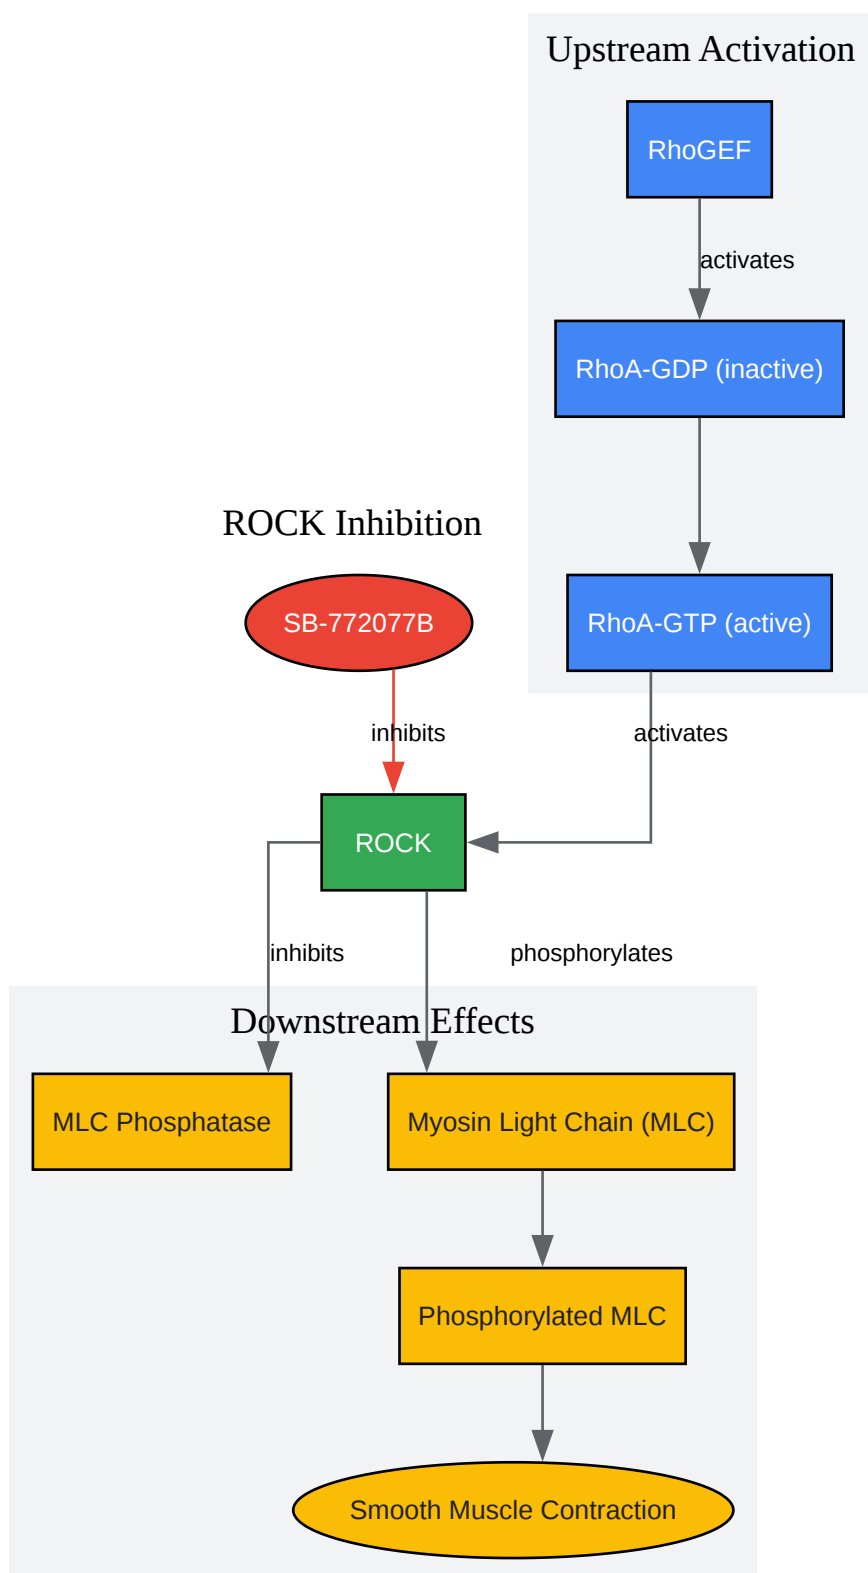 Upstream Activation
RhoGEF
activates
RhoA-GDP (inactive)
ROCK Inhibition
SB-772077B
RhoA-GTP (active)
inhibits
activates
ROCK
inhibits
phosphorylates
Downstream Effects
MLC Phosphatase
Myosin Light Chain (MLC)
Phosphorylated MLC
Smooth Muscle Contraction